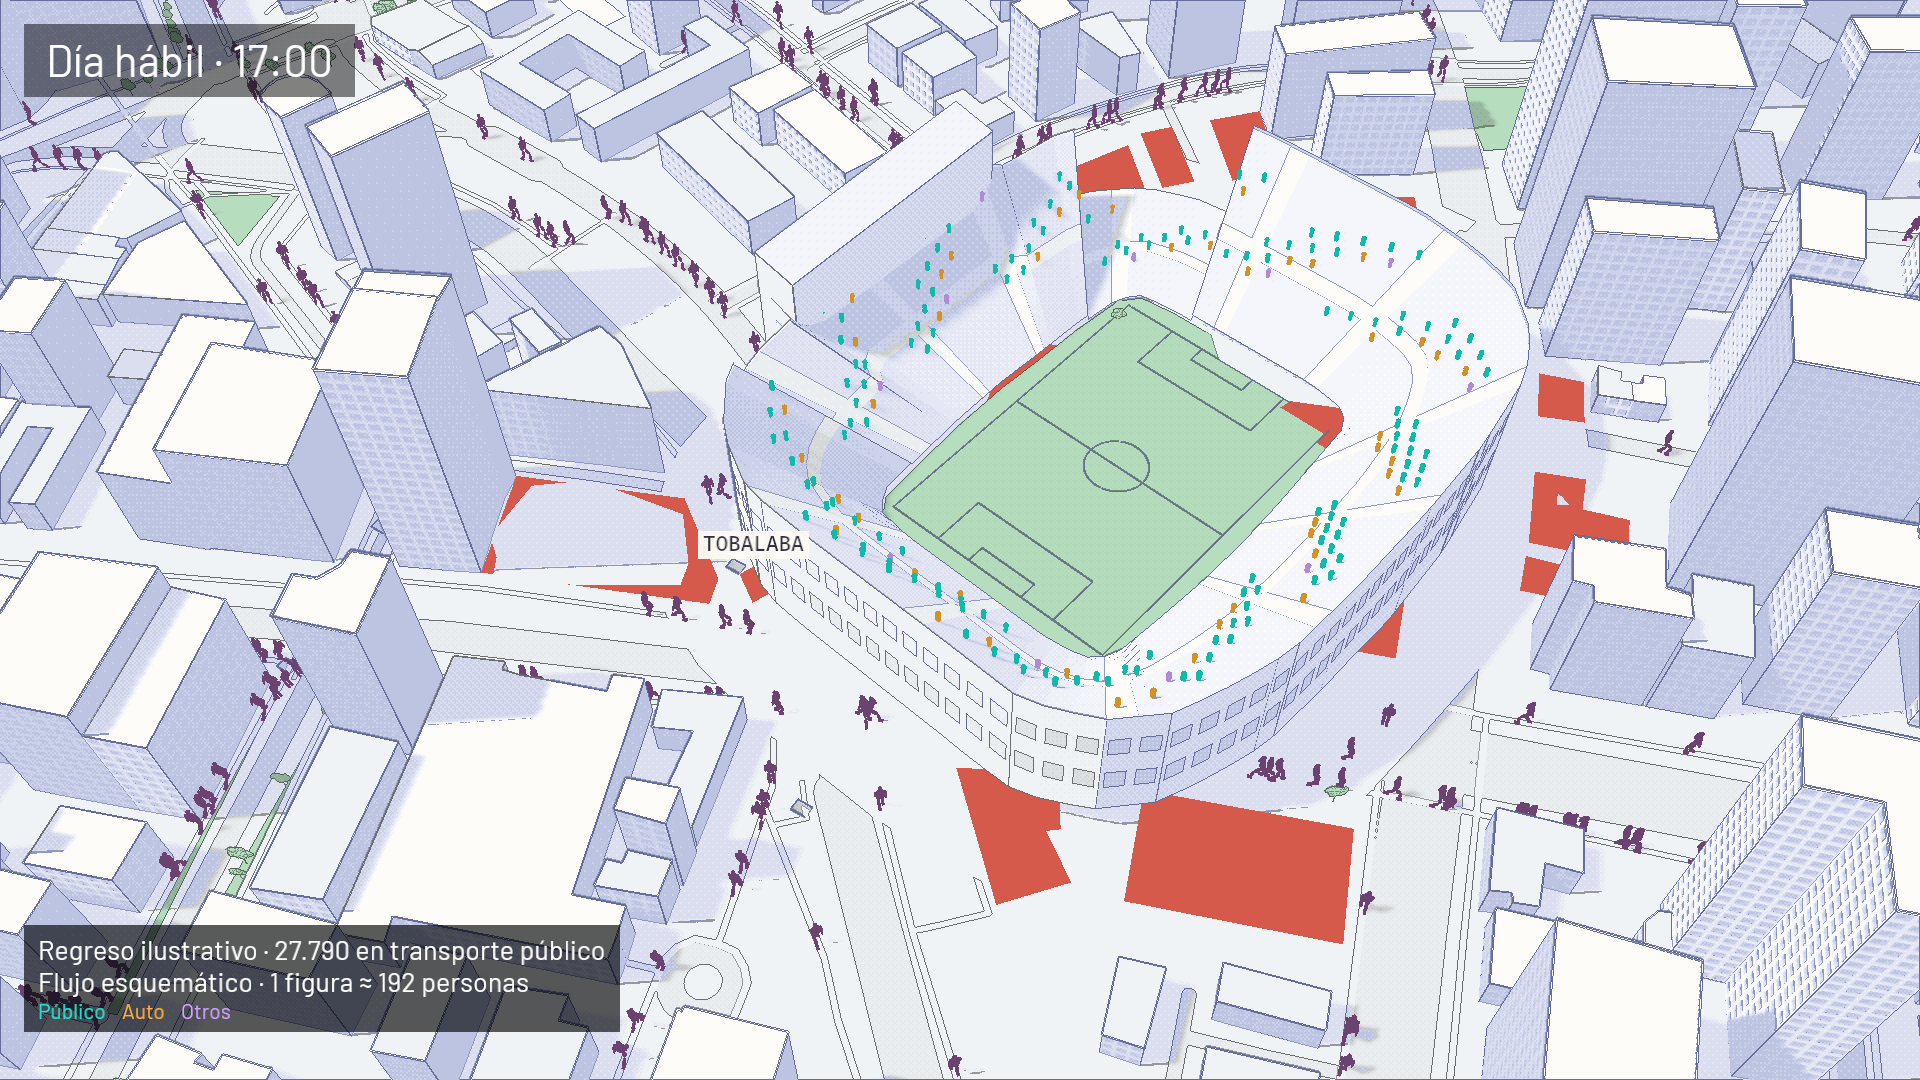 Día hábil · 17:00
TOBALABA
Regreso ilustrativo · 27.790 en transporte público
Flujo esquemático · 1 figura ≈ 192 personas
Público Auto Otros